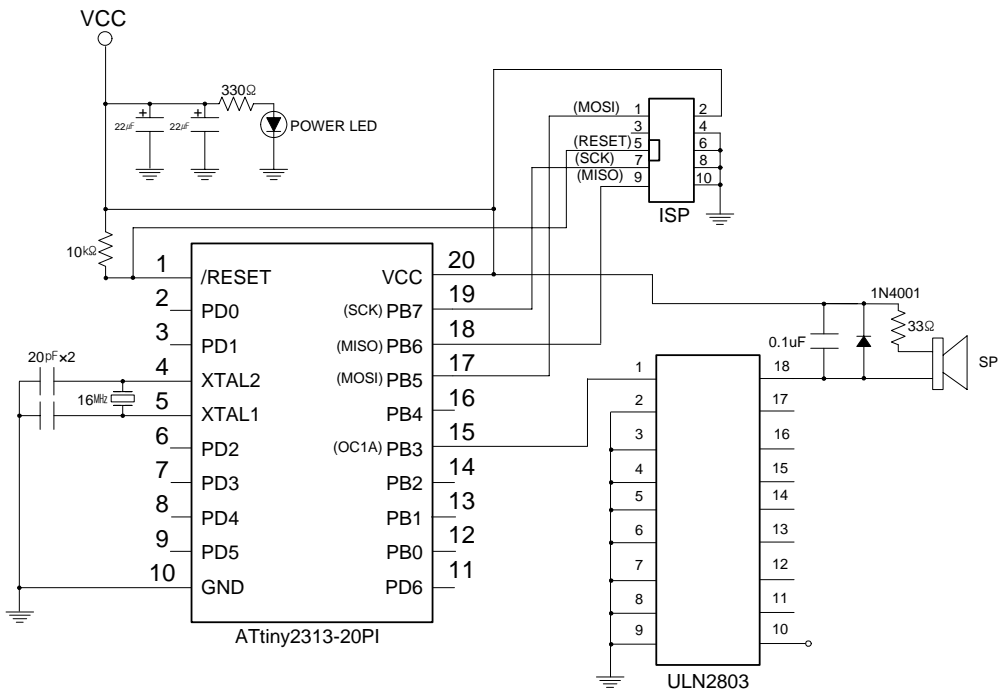 VCC
330Ω
22㎌
22㎌
POWER LED
(MOSI) 1
3
(RESET) 5
(SCK) 7
(MISO) 9
2
4
6
8
10
ISP
10㏀
1 /RESET
2 PD0
3 PD1
4 XTAL2
5 XTAL1
6 PD2
7 PD3
8 PD4
9 PD5
10 GND
20pF×2
16㎒
VCC 20
(SCK) PB7 19
(MISO) PB6 18
(MOSI) PB5 17
PB4 16
(OC1A) PB3 15
PB2 14
PB1 13
PB0 12
PD6 11
ATtiny2313-20PI
1N4001
0.1uF
33Ω
SP
1
2
3
4
5
6
7
8
9
18
17
16
15
14
13
12
11
10
ULN2803